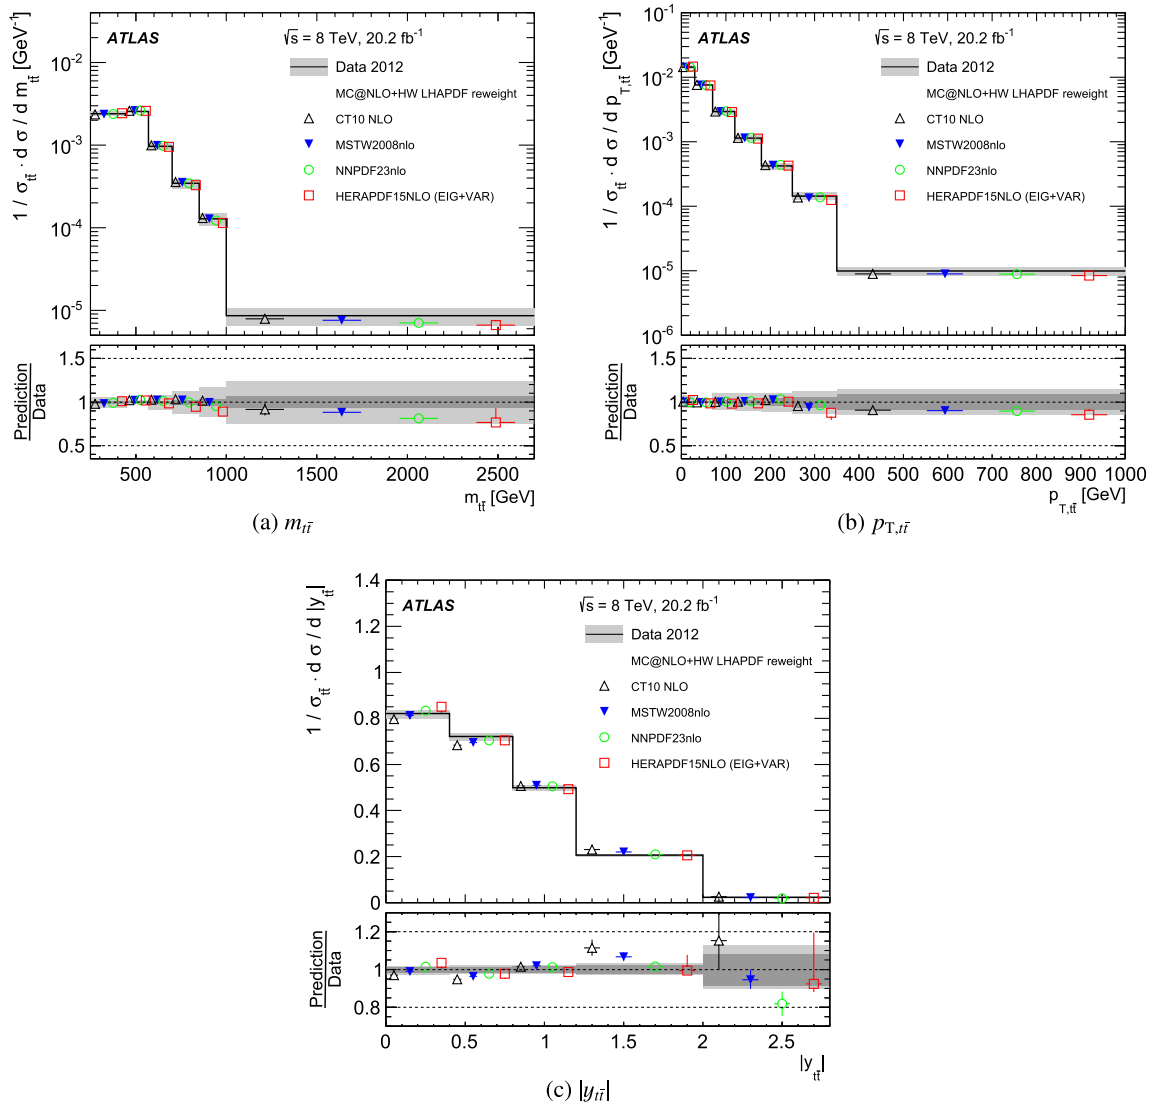 1 / σ_tt̄ · d σ / d m_tt̄ [GeV⁻¹]
10⁻²
10⁻³
10⁻⁴
10⁻⁵
ATLAS
√s = 8 TeV, 20.2 fb⁻¹
Data 2012
MC@NLO+HW LHAPDF reweight
CT10 NLO
MSTW2008nlo
NNPDF23nlo
HERAPDF15NLO (EIG+VAR)
Prediction
Data
1.5
1
0.5
500 1000 1500 2000 2500
m_tt̄ [GeV]
(a) m_tt̄
1 / σ_tt̄ · d σ / d p_T,tt̄ [GeV⁻¹]
10⁻¹
10⁻²
10⁻³
10⁻⁴
10⁻⁵
10⁻⁶
ATLAS
√s = 8 TeV, 20.2 fb⁻¹
Data 2012
MC@NLO+HW LHAPDF reweight
CT10 NLO
MSTW2008nlo
NNPDF23nlo
HERAPDF15NLO (EIG+VAR)
Prediction
Data
1.5
1
0.5
0 100 200 300 400 500 600 700 800 900 1000
p_T,tt̄ [GeV]
(b) p_T,tt̄
1 / σ_tt̄ · d σ / d |y_tt̄|
1.4
1.2
1
0.8
0.6
0.4
0.2
0
ATLAS
√s = 8 TeV, 20.2 fb⁻¹
Data 2012
MC@NLO+HW LHAPDF reweight
CT10 NLO
MSTW2008nlo
NNPDF23nlo
HERAPDF15NLO (EIG+VAR)
Prediction
Data
1.2
1
0.8
0 0.5 1 1.5 2 2.5
|y_tt̄|
(c) |y_tt̄|